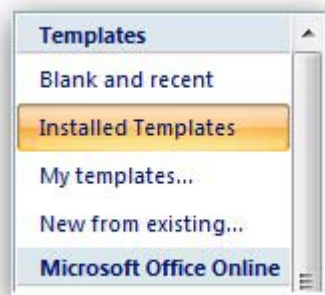 Templates
Blank and recent
Installed Templates
My templates...
New from existing...
Microsoft Office Online